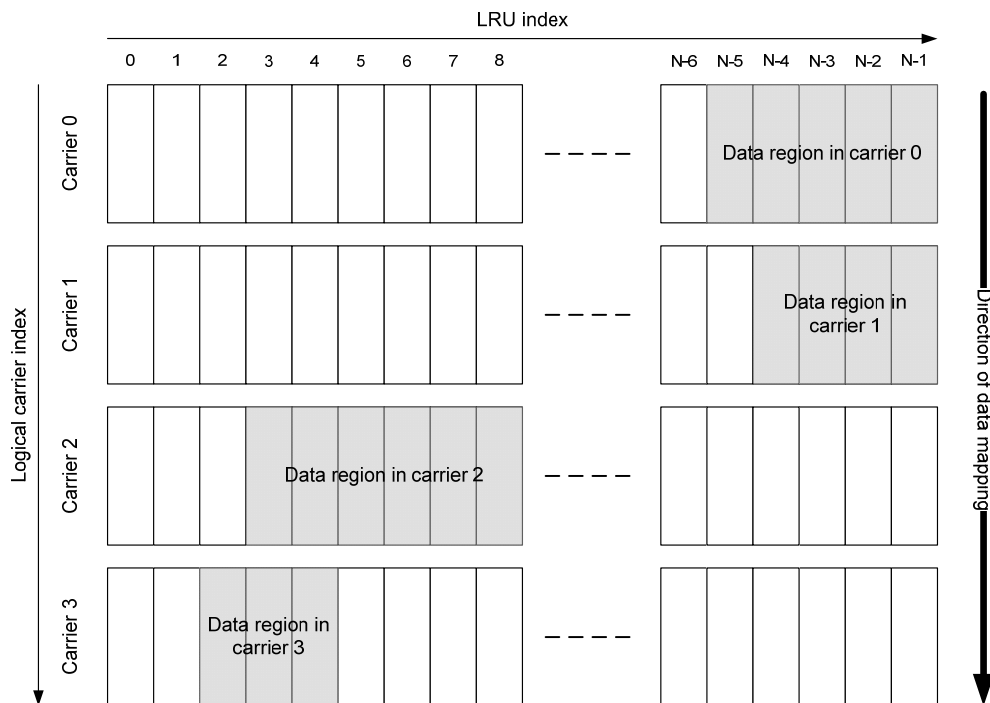 LRU index
0 1 2 3 4 5 6 7 8 N-6 N-5 N-4 N-3 N-2 N-1
Logical carrier index
Carrier 0
Data region in carrier 0
Carrier 1
Data region in
carrier 1
Carrier 2
Data region in carrier 2
Carrier 3
Data region in
carrier 3
Direction of data mapping